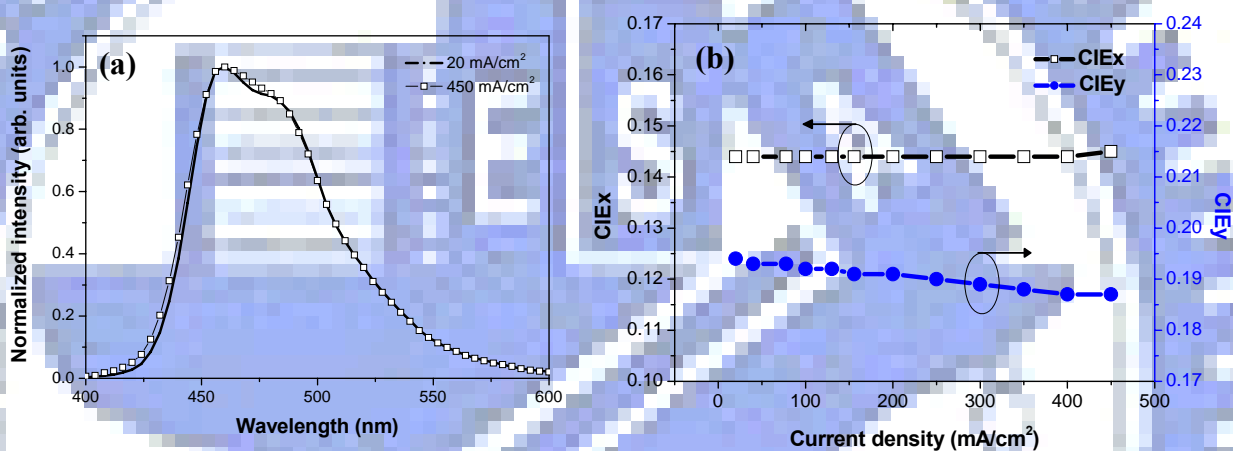 (a)
20 mA/cm²
450 mA/cm²
Normalized intensity (arb. units)
1.0
0.8
0.6
0.4
0.2
0.0
400 450 500 550 600
Wavelength (nm)
(b)
CIEx
CIEy
0.17
0.16
0.15
0.14
0.13
0.12
0.11
0.10
CIEx
0.24
0.23
0.22
0.21
0.20
0.19
0.18
0.17
CIEy
0 100 200 300 400 500
Current density (mA/cm²)